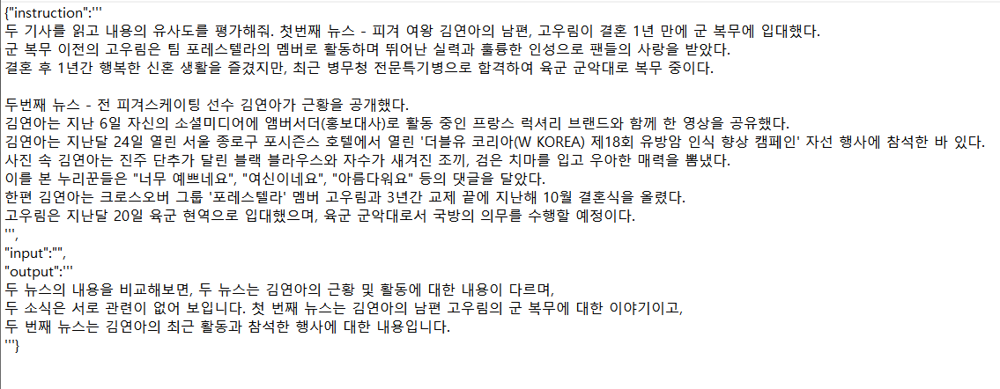 {"instruction":'''
두 기사를 읽고 내용의 유사도를 평가해줘. 첫번째 뉴스 - 피겨 여왕 김연아의 남편, 고우림이 결혼 1년 만에 군 복무에 입대했다.
군 복무 이전의 고우림은 팀 포레스텔라의 멤버로 활동하며 뛰어난 실력과 훌륭한 인성으로 팬들의 사랑을 받았다.
결혼 후 1년간 행복한 신혼 생활을 즐겼지만, 최근 병무청 전문특기병으로 합격하여 육군 군악대로 복무 중이다.
두번째 뉴스 - 전 피겨스케이팅 선수 김연아가 근황을 공개했다.
김연아는 지난 6일 자신의 소셜미디어에 앰버서더(홍보대사)로 활동 중인 프랑스 럭셔리 브랜드와 함께 한 영상을 공유했다.
김연아는 지난달 24일 열린 서울 종로구 포시즌스 호텔에서 열린 '더블유 코리아(W KOREA) 제18회 유방암 인식 향상 캠페인' 자선 행사에 참석한 바 있다.
사진 속 김연아는 진주 단추가 달린 블랙 블라우스와 자수가 새겨진 조끼, 검은 치마를 입고 우아한 매력을 뽐냈다.
이를 본 누리꾼들은 "너무 예쁘네요", "여신이네요", "아름다워요" 등의 댓글을 달았다.
한편 김연아는 크로스오버 그룹 '포레스텔라' 멤버 고우림과 3년간 교제 끝에 지난해 10월 결혼식을 올렸다.
고우림은 지난달 20일 육군 현역으로 입대했으며, 육군 군악대로서 국방의 의무를 수행할 예정이다.
''',
"input":"",
"output":'''
두 뉴스의 내용을 비교해보면, 두 뉴스는 김연아의 근황 및 활동에 대한 내용이 다르며,
두 소식은 서로 관련이 없어 보입니다. 첫 번째 뉴스는 김연아의 남편 고우림의 군 복무에 대한 이야기이고,
두 번째 뉴스는 김연아의 최근 활동과 참석한 행사에 대한 내용입니다.
'''}